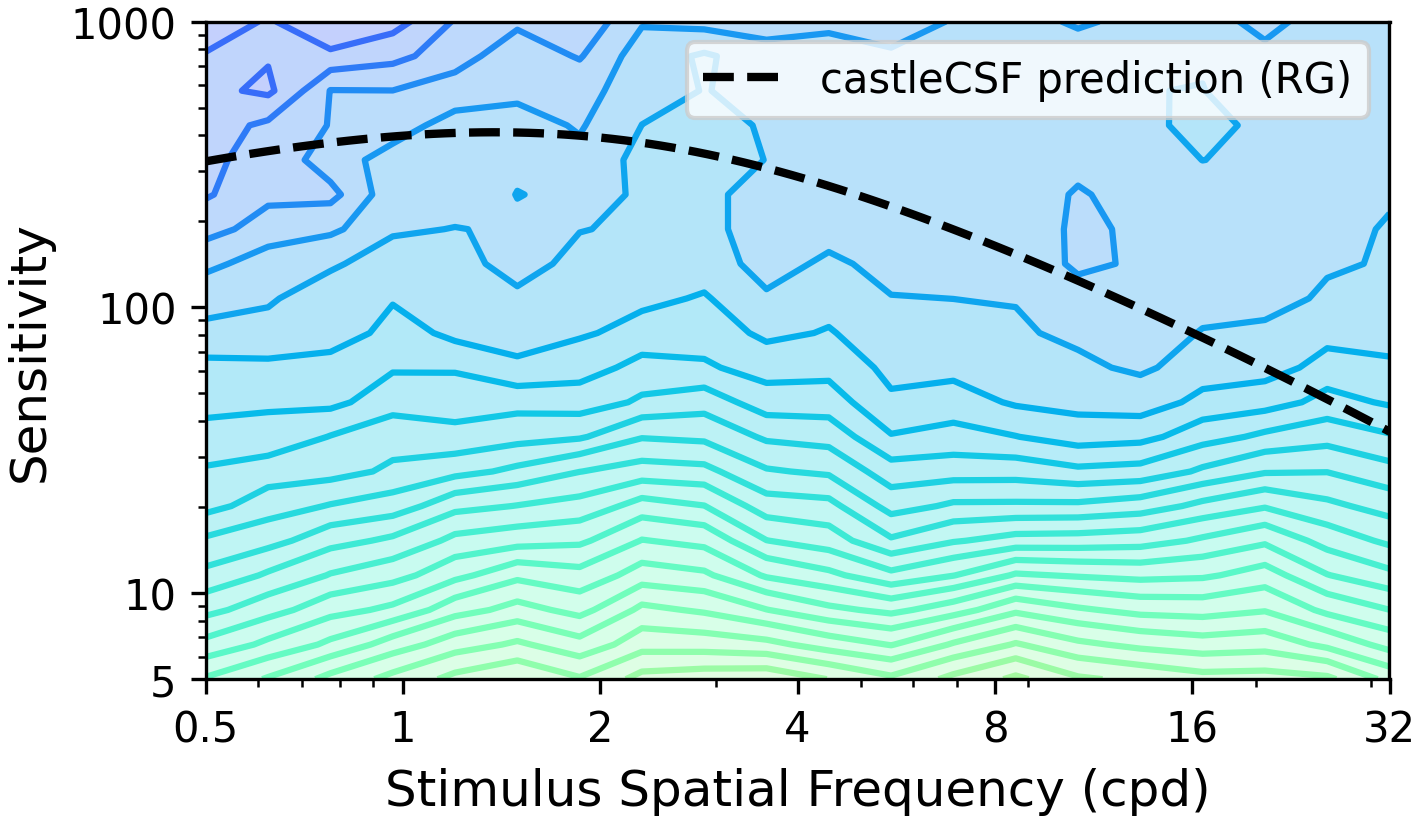 1000
100
10
5
Sensitivity
castleCSF prediction (RG)
0.5 1 2 4 8 16 32
Stimulus Spatial Frequency (cpd)